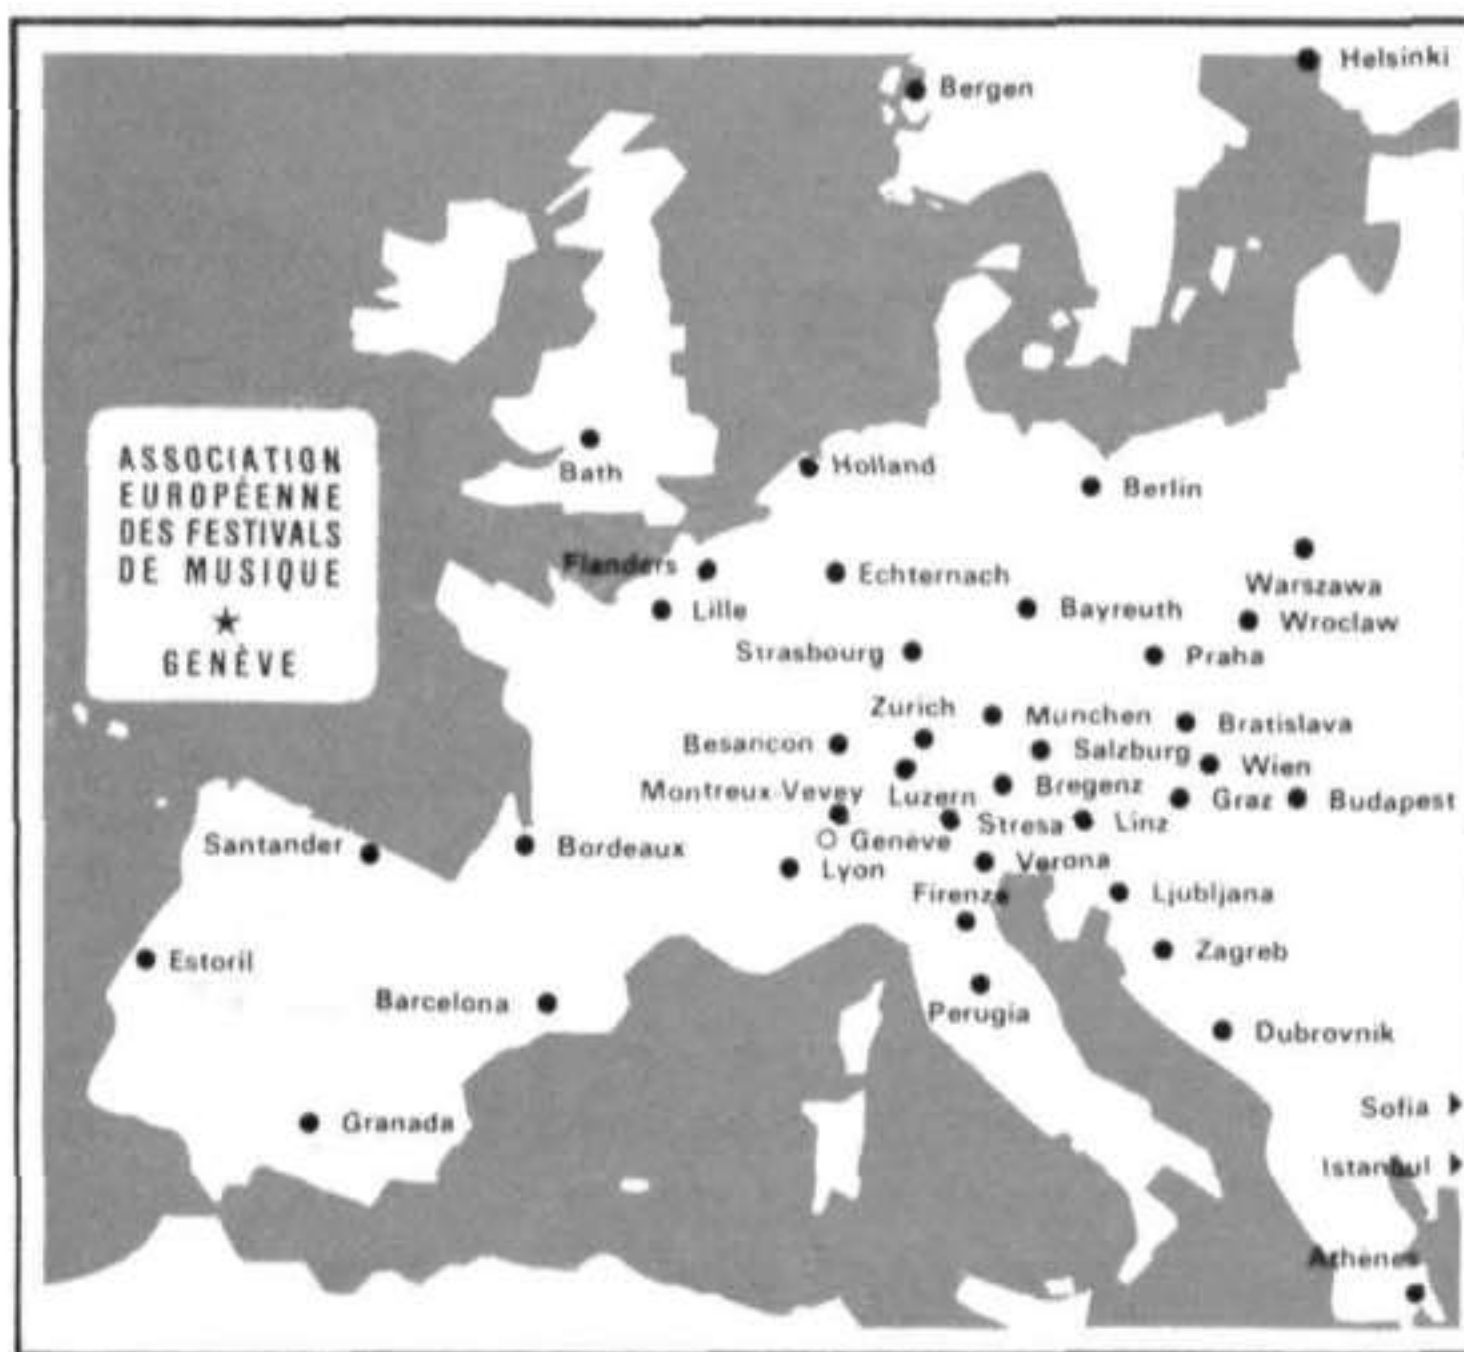 Helsinki
Bergen
ASSOCIATION
EUROPÉENNE
DES FESTIVALS
DE MUSIQUE
★
GENÈVE
Bath
Holland
Berlin
Flanders
Echternach
Warszawa
Lille
Bayreuth
Wroclaw
Strasbourg
Praha
Zurich
Munchen
Bratislava
Besancon
Salzburg
Wien
Montreux-Vevey
Luzern
Bregenz
Graz
Budapest
Genève
Stresa
Linz
Santander
Bordeaux
Lyon
Verona
Firenze
Ljubljana
Estoril
Zagreb
Barcelona
Perugia
Dubrovnik
Sofia
Granada
Istanbul
Athènes